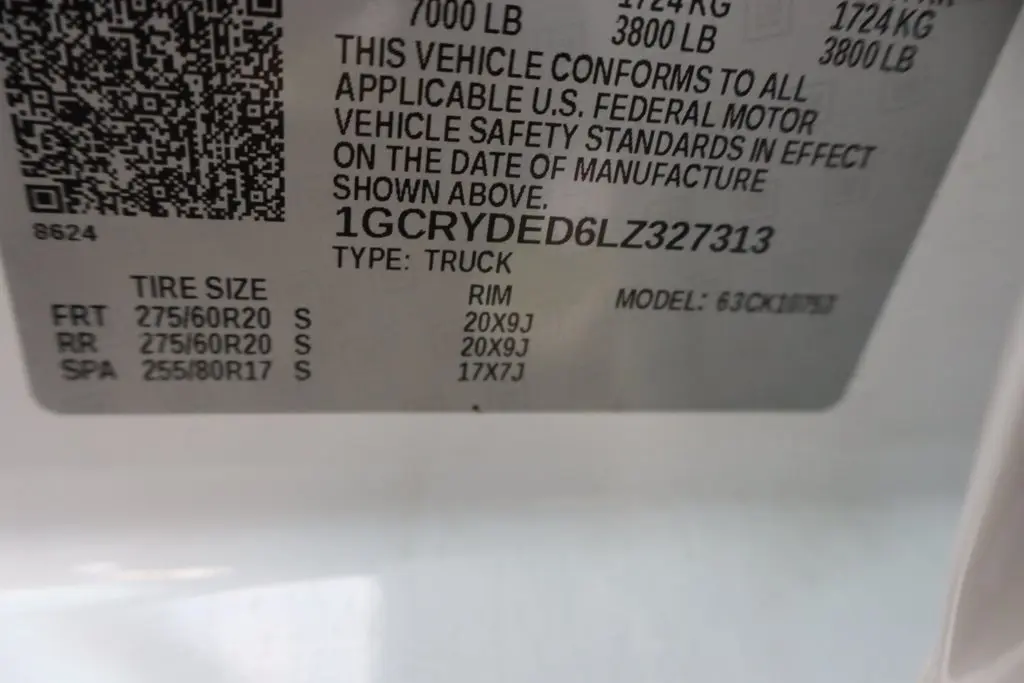 7000 LB 1724KG 1724KG
3800 LB 3800 LB
THIS VEHICLE CONFORMS TO ALL
APPLICABLE U.S. FEDERAL MOTOR
VEHICLE SAFETY STANDARDS IN EFFECT
ON THE DATE OF MANUFACTURE
SHOWN ABOVE.
8624
1GCRYDED6LZ327313
TYPE: TRUCK
TIRE SIZE RIM MODEL:
FRT 275/60R20 S 20X9J
RR 275/60R20 S 20X9J
SPA 255/80R17 S 17X7J